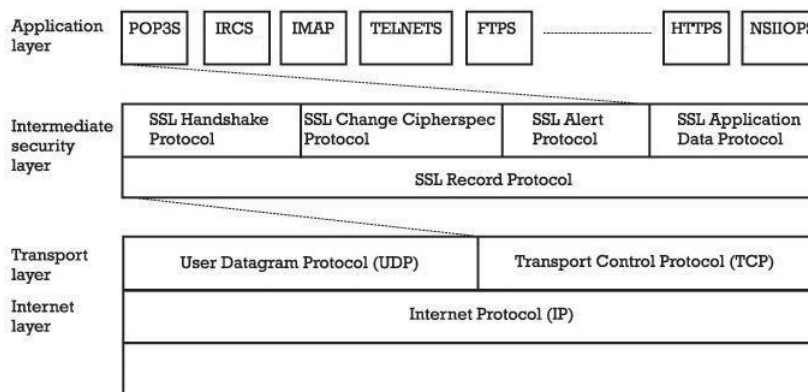 Application
layer
POP3S IRCS IMAP TELNETS FTPS HTTPS NSIIOPS
Intermediate
security
layer
SSL Handshake
Protocol
SSL Change Cipherspec
Protocol
SSL Alert
Protocol
SSL Application
Data Protocol
SSL Record Protocol
Transport
layer
User Datagram Protocol (UDP)
Transport Control Protocol (TCP)
Internet
layer
Internet Protocol (IP)